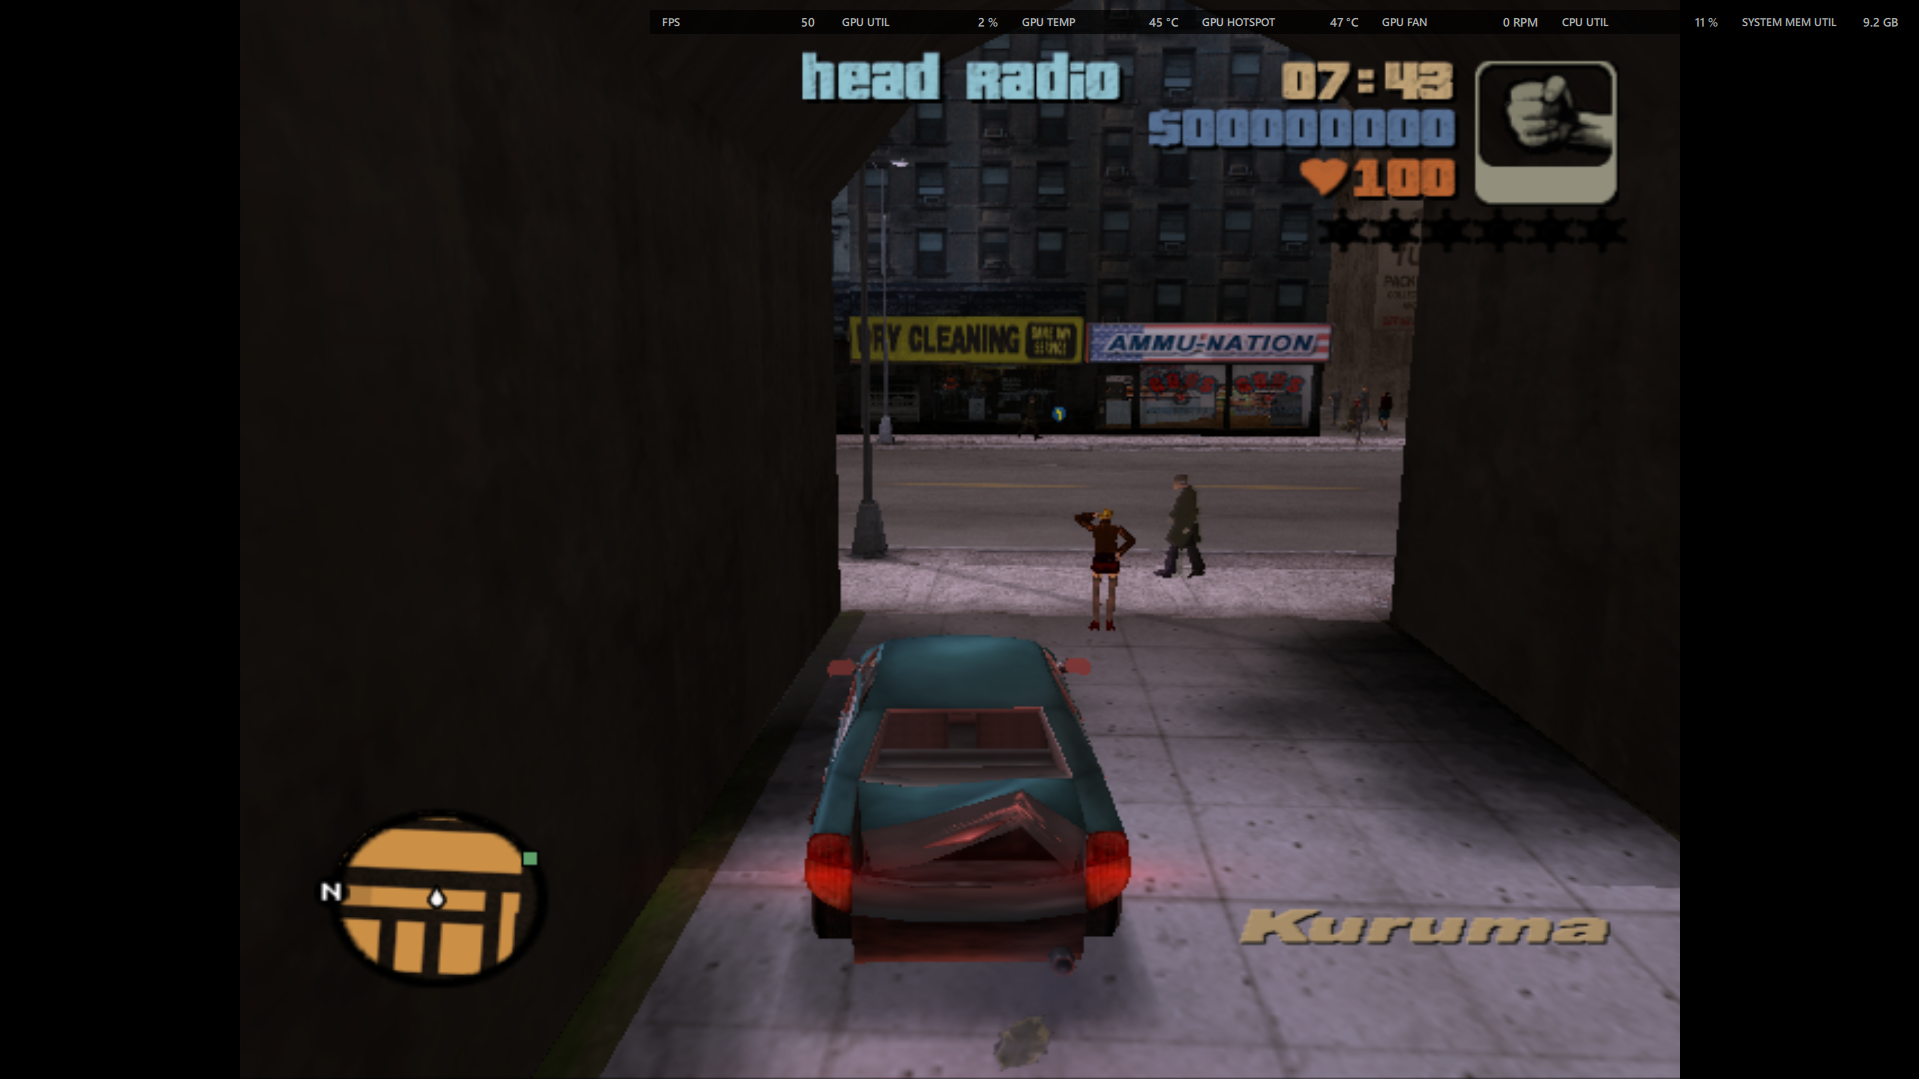 FPS 50 GPU UTIL 2 % GPU TEMP 45 °C GPU HOTSPOT 47 °C GPU FAN 0 RPM CPU UTIL 11 % SYSTEM MEM UTIL 9.2 GB
head Radio
07:43
$00000000
100
DRY CLEANING
AMMU-NATION
N
Kuruma